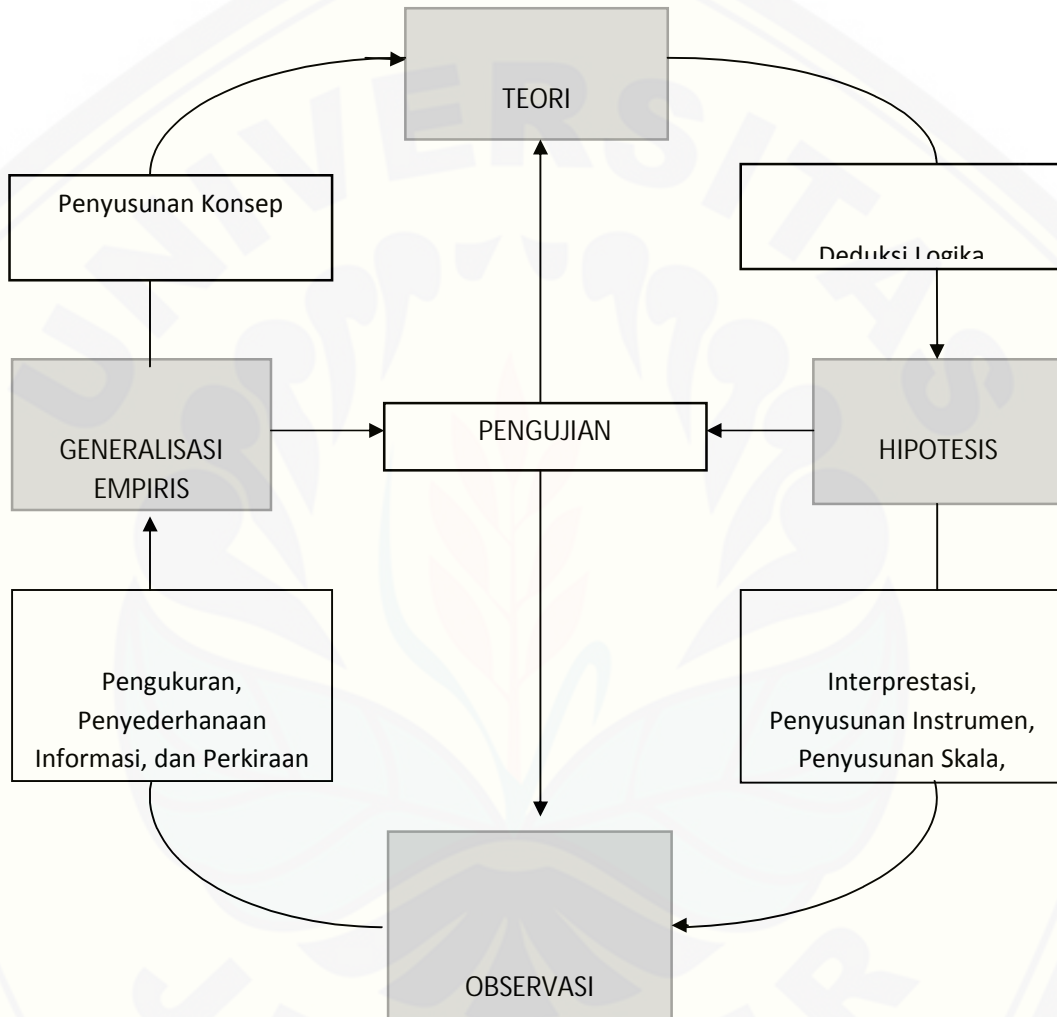 UNIVERSITAS
TEORI
Penyusunan Konsep
Deduksi Logika
GENERALISASI
EMPIRIS
PENGUJIAN
HIPOTESIS
Pengukuran,
Penyederhanaan
Informasi, dan Perkiraan
Interprestasi,
Penyusunan Instrumen,
Penyusunan Skala,
OBSERVASI